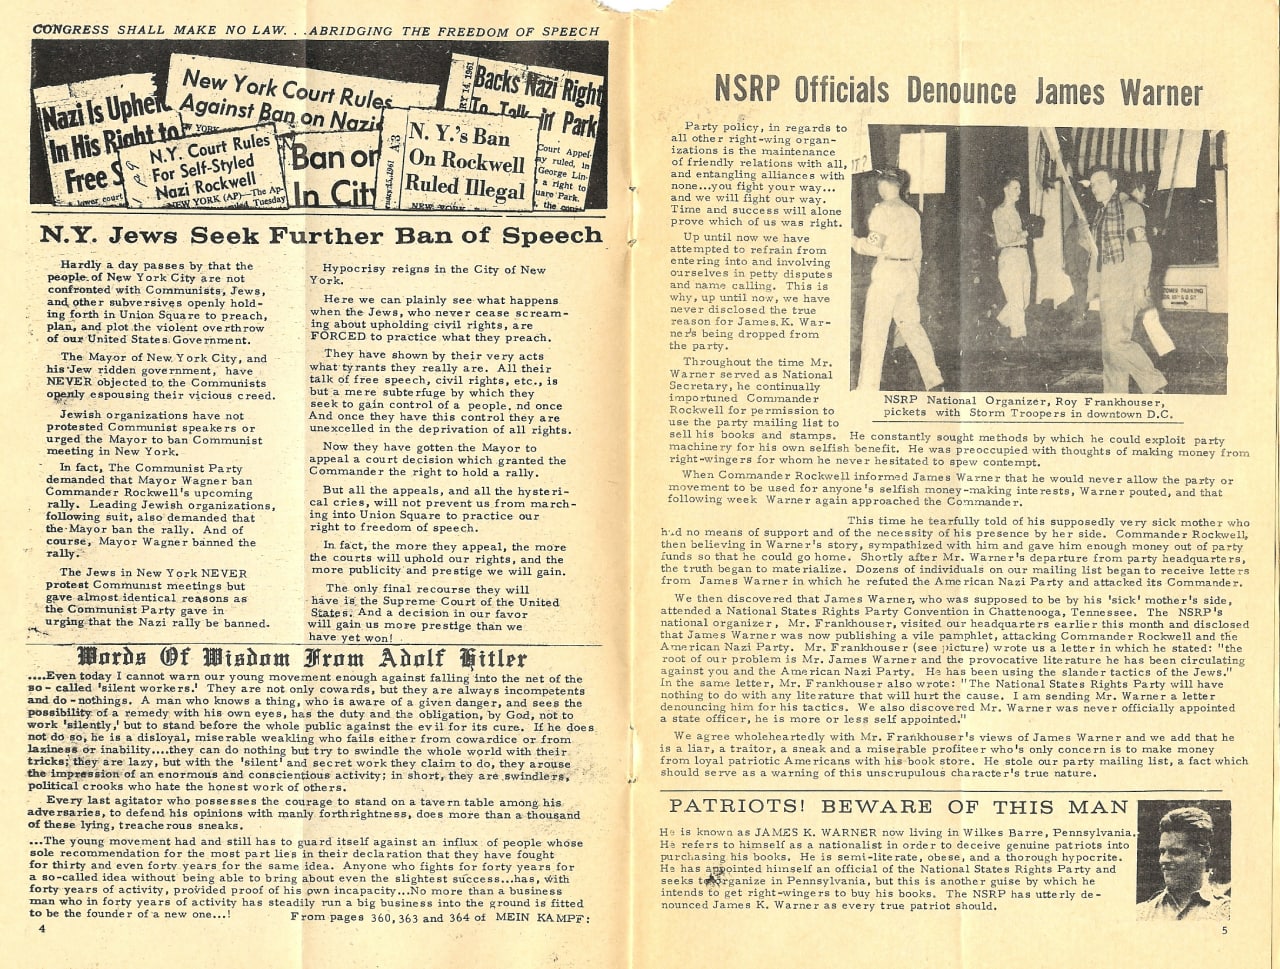 CONGRESS SHALL MAKE NO LAW. . .ABRIDGING THE FREEDOM OF SPEECH
Nazi Is Uphel
In His Right to
Free S
lower court
New York Court Rules
Against Ban on Nazi
N.Y. Court Rules
For Self-Styled
Nazi Rockwell
NEW YORK (AP)—The Ap-
Tuesday
Ban on
In City
N. Y.'s Ban
On Rockwell
Ruled Illegal
Backs Nazi Right
To Talk in Park
Court Appel-
ay ruled, in
George Lin-
a right to
uare Park.
N.Y. Jews Seek Further Ban of Speech
Hardly a day passes by that the
people of New York City are not
confronted with Communists, Jews,
and other subversives openly hold-
ing forth in Union Square to preach,
plan, and plot the violent overthrow
of our United States Government.
The Mayor of New York City, and
his Jew ridden government, have
NEVER objected to the Communists
openly espousing their vicious creed.
Jewish organizations have not
protested Communist speakers or
urged the Mayor to ban Communist
meeting in New York.
In fact, The Communist Party
demanded that Mayor Wagner ban
Commander Rockwell's upcoming
rally. Leading Jewish organizations,
following suit, also demanded that
the Mayor ban the rally. And of
course, Mayor Wagner banned the
rally.
The Jews in New York NEVER
protest Communist meetings but
gave almost identical reasons as
the Communist Party gave in
urging that the Nazi rally be banned.
Hypocrisy reigns in the City of New
York.
Here we can plainly see what happens
when the Jews, who never cease scream-
ing about upholding civil rights, are
FORCED to practice what they preach.
They have shown by their very acts
what tyrants they really are. All their
talk of free speech, civil rights, etc., is
but a mere subterfuge by which they
seek to gain control of a people. nd once
And once they have this control they are
unexcelled in the deprivation of all rights.
Now they have gotten the Mayor to
appeal a court decision which granted the
Commander the right to hold a rally.
But all the appeals, and all the hysteri-
cal cries, will not prevent us from march-
ing into Union Square to practice our
right to freedom of speech.
In fact, the more they appeal, the more
the courts will uphold our rights, and the
more publicity and prestige we will gain.
The only final recourse they will
have is the Supreme Court of the United
States. And a decision in our favor
will gain us more prestige than we
have yet won!
Words Of Wisdom From Adolf Hitler
....Even today I cannot warn our young movement enough against falling into the net of the
so - called 'silent workers.' They are not only cowards, but they are always incompetents
and do - nothings. A man who knows a thing, who is aware of a given danger, and sees the
possibility of a remedy with his own eyes, has the duty and the obligation, by God, not to
work 'silently,' but to stand before the whole public against the evil for its cure. If he does
not do so, he is a disloyal, miserable weakling who fails either from cowardice or from
laziness or inability....they can do nothing but try to swindle the whole world with their
tricks; they are lazy, but with the 'silent' and secret work they claim to do, they arouse
the impression of an enormous and conscientious activity; in short, they are swindlers,
political crooks who hate the honest work of others.
Every last agitator who possesses the courage to stand on a tavern table among his
adversaries, to defend his opinions with manly forthrightness, does more than a thousand
of these lying, treacherous sneaks.
...The young movement had and still has to guard itself against an influx of people whose
sole recommendation for the most part lies in their declaration that they have fought
for thirty and even forty years for the same idea. Anyone who fights for forty years for
a so-called idea without being able to bring about even the slightest success...has, with
forty years of activity, provided proof of his own incapacity...No more than a business
man who in forty years of activity has steadily run a big business into the ground is fitted
to be the founder of a new one...! From pages 360, 363 and 364 of MEIN KAMPF:
4
NSRP Officials Denounce James Warner
Party policy, in regards to
all other right-wing organ-
izations is the maintenance
of friendly relations with all,
and entangling alliances with
none...you fight your way...
and we will fight our way.
Time and success will alone
prove which of us was right.
Up until now we have
attempted to refrain from
entering into and involving
ourselves in petty disputes
and name calling. This is
why, up until now, we have
never disclosed the true
reason for James K. War-
ner's being dropped from
the party.
Throughout the time Mr.
Warner served as National
Secretary, he continually
importuned Commander
Rockwell for permission to
use the party mailing list to
NSRP National Organizer, Roy Frankhouser,
pickets with Storm Troopers in downtown D.C.
sell his books and stamps. He constantly sought methods by which he could exploit party
machinery for his own selfish benefit. He was preoccupied with thoughts of making money from
right-wingers for whom he never hesitated to spew contempt.
When Commander Rockwell informed James Warner that he would never allow the party or
movement to be used for anyone's selfish money-making interests, Warner pouted, and that
following week Warner again approached the Commander.
This time he tearfully told of his supposedly very sick mother who
had no means of support and of the necessity of his presence by her side. Commander Rockwell,
then believing in Warner's story, sympathized with him and gave him enough money out of party
funds so that he could go home. Shortly after Mr. Warner's departure from party headquarters,
the truth began to materialize. Dozens of individuals on our mailing list began to receive letters
from James Warner in which he refuted the American Nazi Party and attacked its Commander.
We then discovered that James Warner, who was supposed to be by his 'sick' mother's side,
attended a National States Rights Party Convention in Chattenooga, Tennessee. The NSRP's
national organizer, Mr. Frankhouser, visited our headquarters earlier this month and disclosed
that James Warner was now publishing a vile pamphlet, attacking Commander Rockwell and the
American Nazi Party. Mr. Frankhouser (see picture) wrote us a letter in which he stated: "the
root of our problem is Mr. James Warner and the provocative literature he has been circulating
against you and the American Nazi Party. He has been using the slander tactics of the Jews."
In the same letter, Mr. Frankhouser also wrote: "The National States Rights Party will have
nothing to do with any literature that will hurt the cause, I am sending Mr. Warner a letter
denouncing him for his tactics. We also discovered Mr. Warner was never officially appointed
a state officer, he is more or less self appointed."
We agree wholeheartedly with Mr. Frankhouser's views of James Warner and we add that he
is a liar, a traitor, a sneak and a miserable profiteer who's only concern is to make money
from loyal patriotic Americans with his book store. He stole our party mailing list, a fact which
should serve as a warning of this unscrupulous character's true nature.
PATRIOTS! BEWARE OF THIS MAN
He is known as JAMES K. WARNER now living in Wilkes Barre, Pennsylvania.
He refers to himself as a nationalist in order to deceive genuine patriots into
purchasing his books. He is semi-literate, obese, and a thorough hypocrite.
He has appointed himself an official of the National States Rights Party and
seeks to organize in Pennsylvania, but this is another guise by which he
intends to get right-wingers to buy his books. The NSRP has utterly de-
nounced James K. Warner as every true patriot should.
5